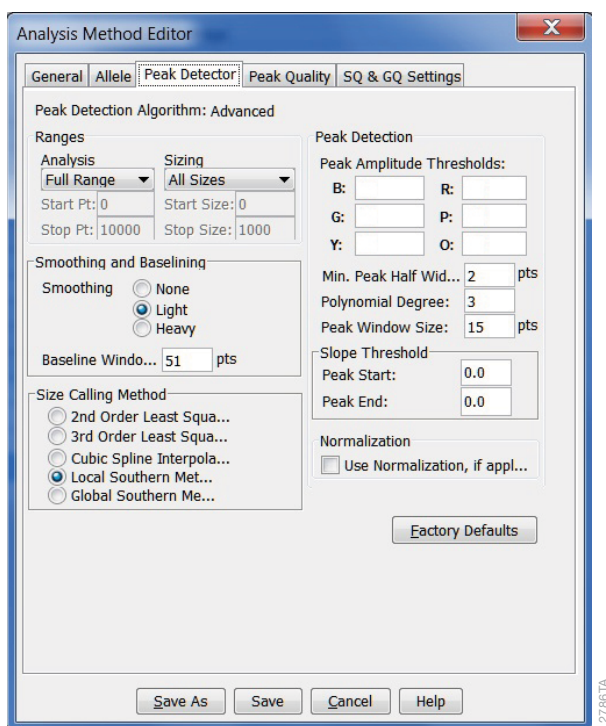 Analysis Method Editor
X
General Allele Peak Detector Peak Quality SQ & GQ Settings
Peak Detection Algorithm: Advanced
Ranges
Analysis Sizing
Full Range All Sizes
Start Pt: 0 Start Size: 0
Stop Pt: 10000 Stop Size: 1000
Smoothing and Baselining
Smoothing None
Light
Heavy
Baseline Windo... 51 pts
Size Calling Method
2nd Order Least Squa...
3rd Order Least Squa...
Cubic Spline Interpola...
Local Southern Met...
Global Southern Me...
Peak Detection
Peak Amplitude Thresholds:
B: R:
G: P:
Y: O:
Min. Peak Half Wid... 2 pts
Polynomial Degree: 3
Peak Window Size: 15 pts
Slope Threshold
Peak Start: 0.0
Peak End: 0.0
Normalization
Use Normalization, if appl...
Factory Defaults
Save As Save Cancel Help